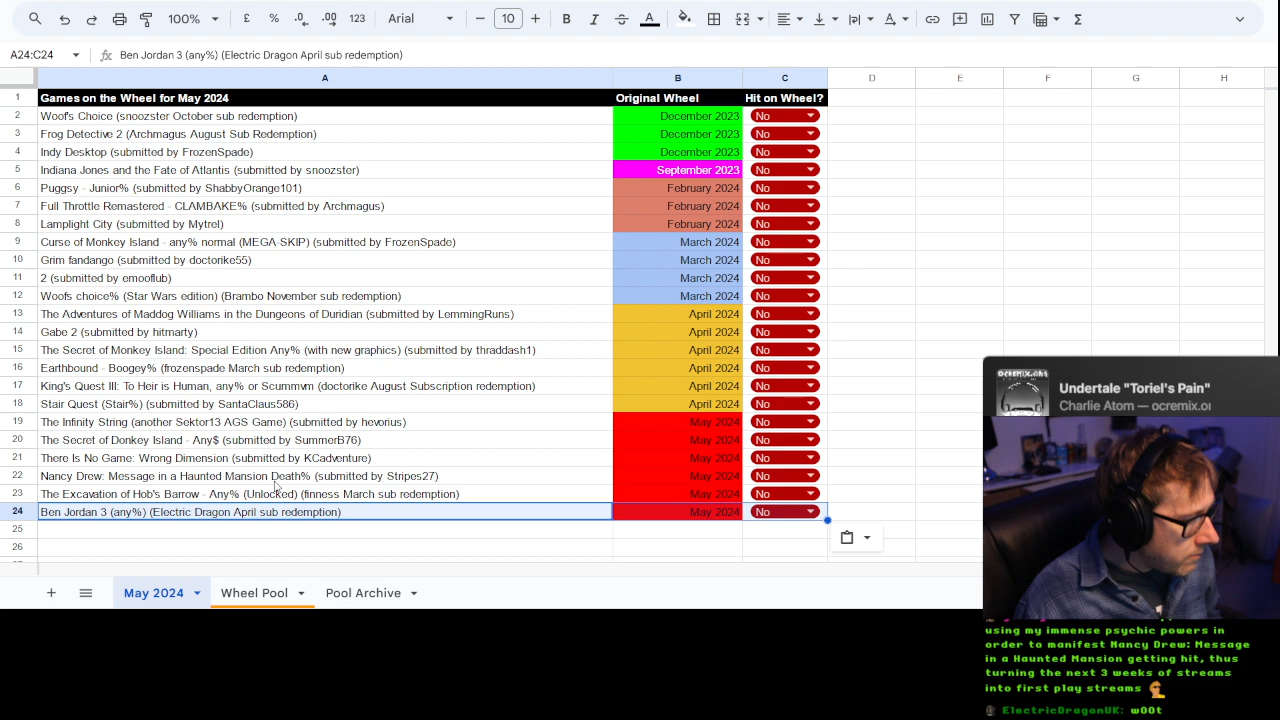 100% £ % .0 .00 123 Arial 10 B I S A
A24:C24 Ben Jordan 3 (any%) (Electric Dragon April sub redemption)
A B C D E F G H
1 Games on the Wheel for May 2024 Original Wheel Hit on Wheel?
2 Woof's Choice (snoozster October sub redemption) December 2023 No
3 Frog Detective 2 (Archmagus August Sub Redemption) December 2023 No
4 Indy Desktop (submitted by FrozenSpade) December 2023 No
5 Indiana Jones and the Fate of Atlantis (submitted by snoozster) September 2023 No
6 Puggsy - Junior% (submitted by ShabbyOrange101) February 2024 No
7 Full Throttle Remastered - CLAMBAKE% (submitted by Archmagus) February 2024 No
8 Lamplight City (submitted by Mytrel) February 2024 No
9 Curse of Monkey Island - any% normal (MEGA-SKIP) (submitted by FrozenSpade) March 2024 No
10 Grim fandange (submitted by doctorike55) March 2024 No
11 2 (submitted by emooflub) March 2024 No
12 Woofs choice% (Star Wars edition) (Brambo November sub redemption) March 2024 No
13 The Adventures of Maddog Williams in the Dungeons of Duridian (submitted by LemmingRuns) April 2024 No
14 Gabe 2 (submitted by hitmarty) April 2024 No
15 The Secret of Monkey Island: Special Edition Any% (with new graphics) (submitted by thraddash1) April 2024 No
16 Earthbound - Boogey% (frozenspade March sub redemption) April 2024 No
17 King's Quest III: To Heir is Human, any% or Scummvm (doctorike August Subscription redemption) April 2024 No
18 Stair Quest (Stair%) (submitted by SantaClaus586) April 2024 No
19 The Infinity String (another Sektor13 AGS Game) (submitted by hevorius) May 2024 No
20 The Secret of Donkey Island - Any$ (submitted by SummerB76) May 2024 No
21 There Is No Game: Wrong Dimension (submitted by KCadventure) May 2024 No
22 Nancy Drew: Message in a Haunted Mansion Death% (submitted by Stripes27) May 2024 No
23 The Excavation of Hob's Barrow - Any% (Unlocked) (finness March sub redemption) May 2024 No
24 Ben Jordan 3 (any%) (Electric Dragon April sub redemption) May 2024 No
25
26
May 2024 Wheel Pool Pool Archive
OCREMIX.ORG
Undertale "Toriel's Pain"
Charlie Atom — ocremix.or
using my immense psychic powers in
order to manifest Nancy Drew: Message
in a Haunted Mansion getting hit, thus
turning the next 3 weeks of streams
into first play streams
ElectricDragonUK: w00t